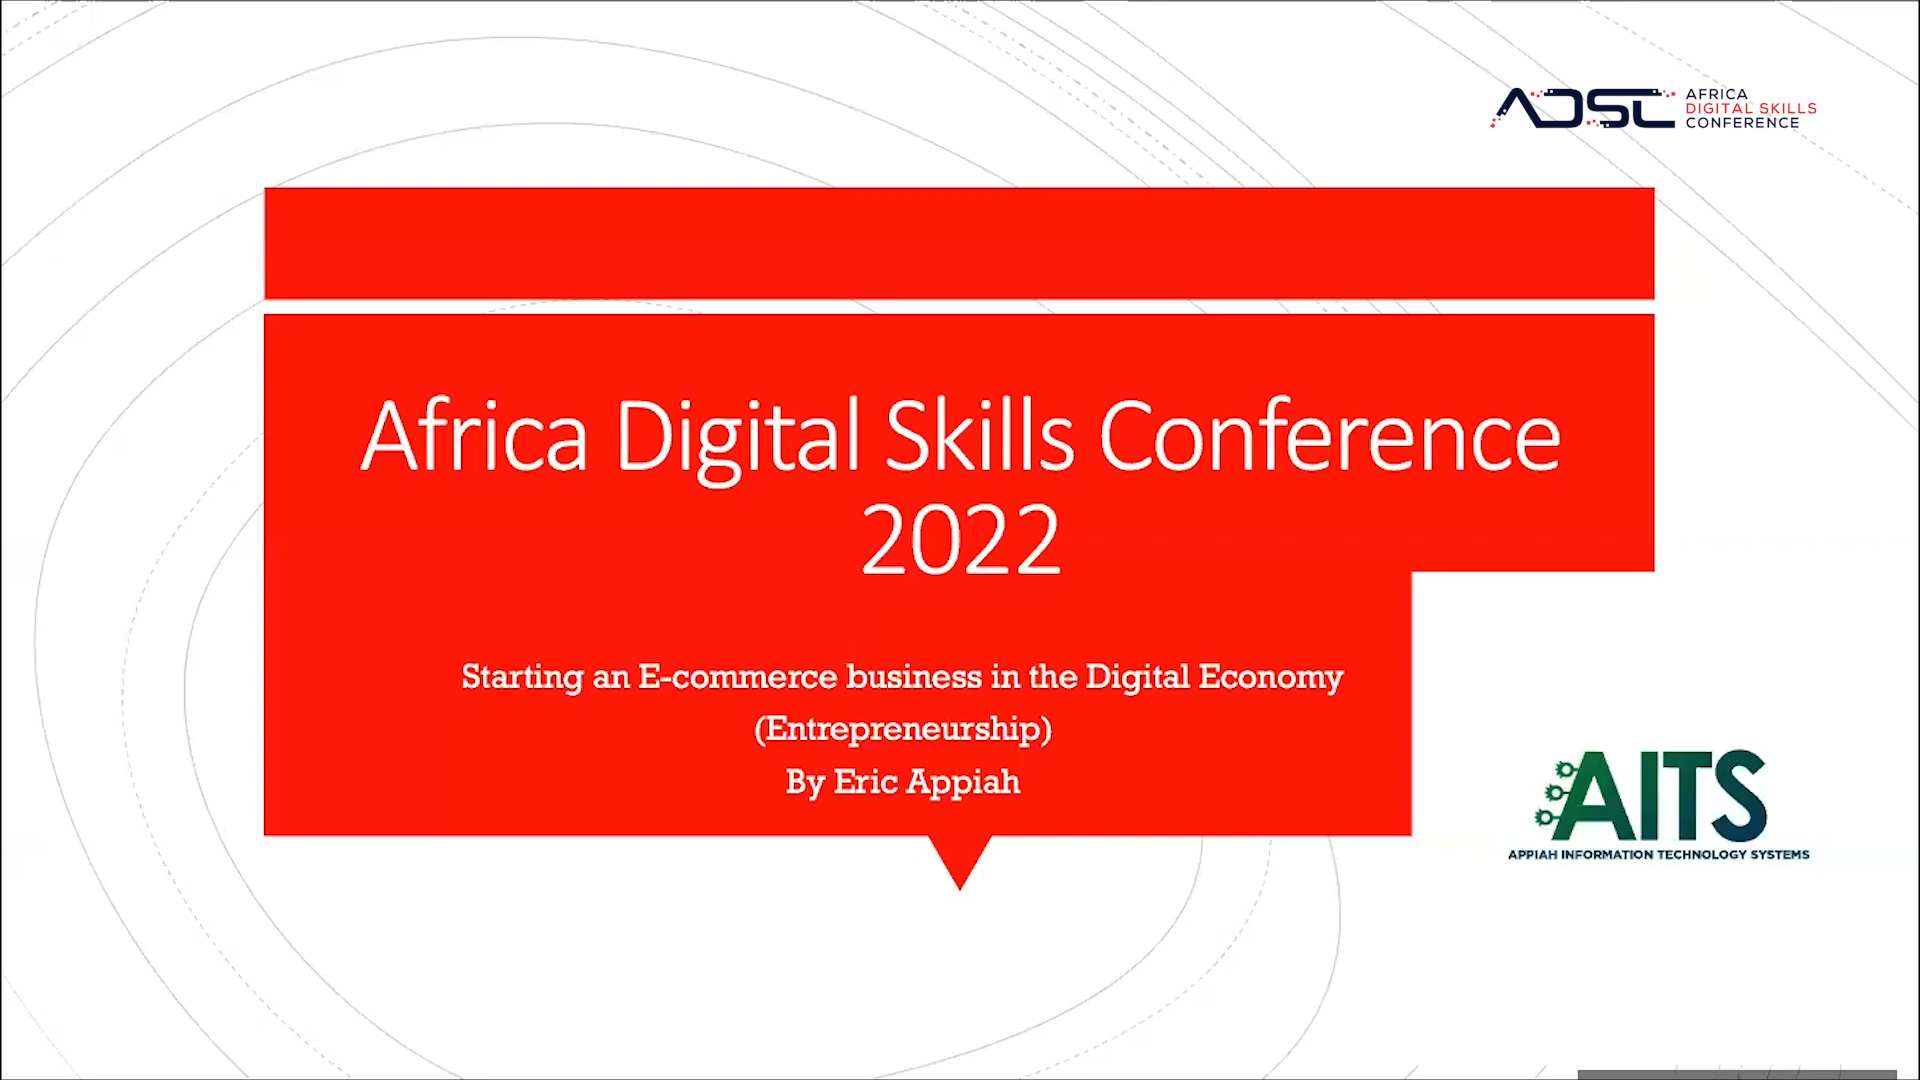 ADSC
AFRICA
DIGITAL SKILLS
CONFERENCE
Africa Digital Skills Conference
2022
Starting an E-commerce business in the Digital Economy
(Entrepreneurship)
By Eric Appiah
AITS
APPIAH INFORMATION TECHNOLOGY SYSTEMS